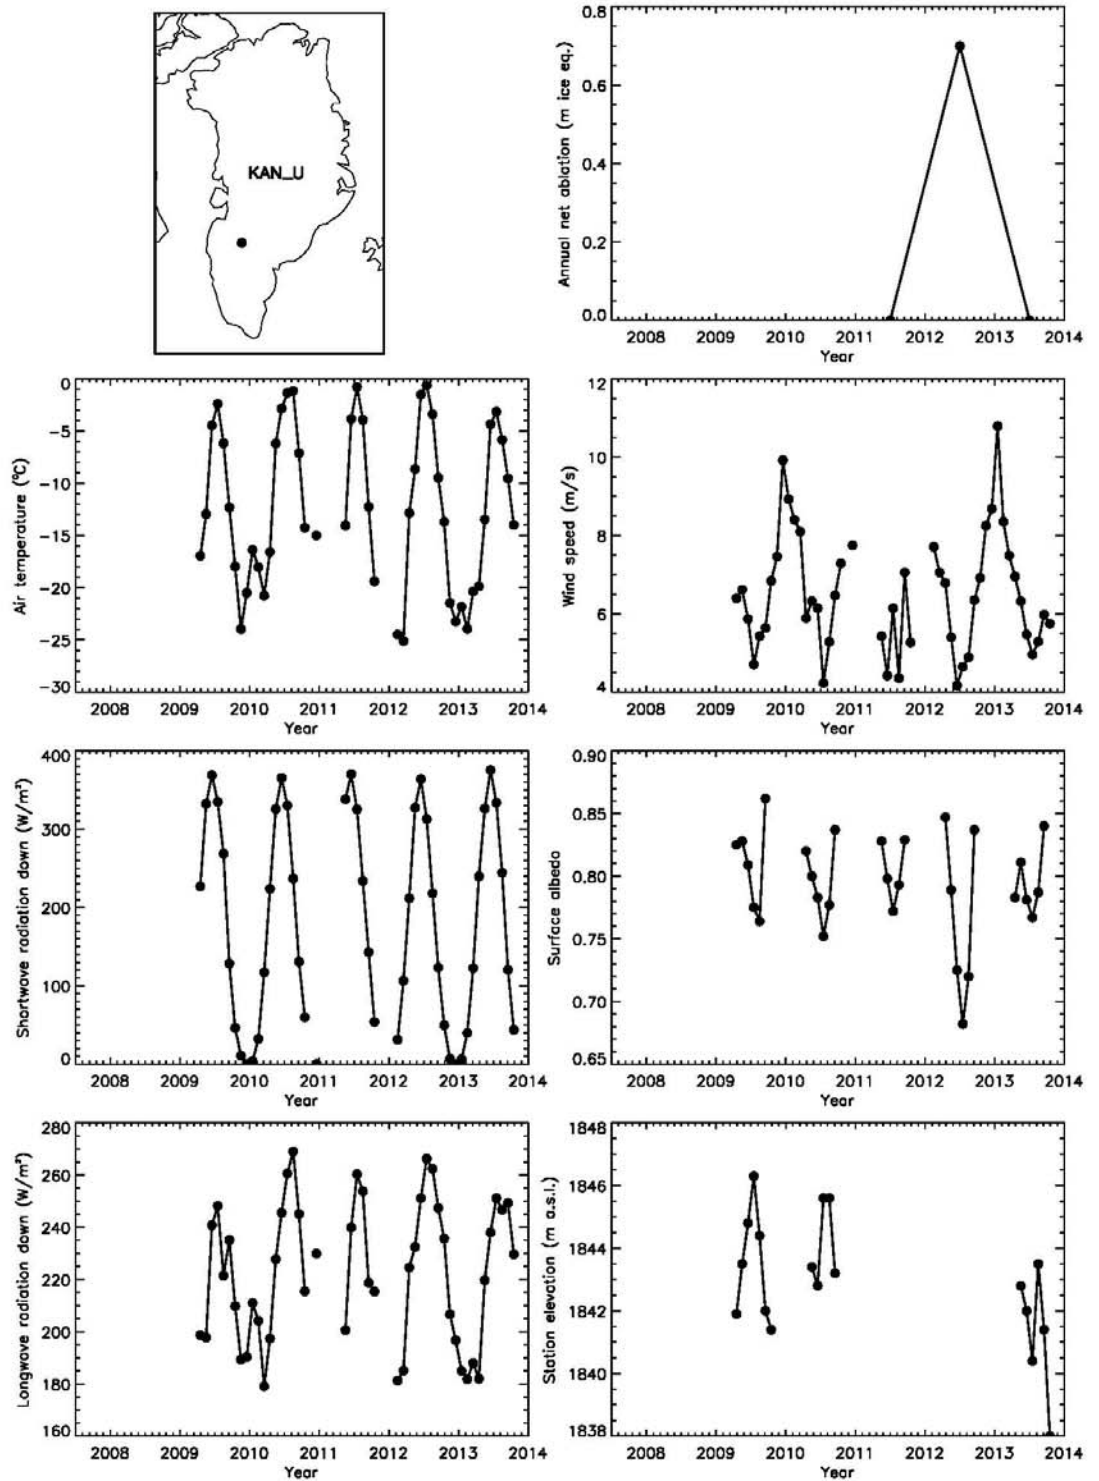 KAN_U
Annual net ablation (m ice eq.)
0.8
0.6
0.4
0.2
0.0
2008 2009 2010 2011 2012 2013 2014
Year
Air temperature (°C)
0
-5
-10
-15
-20
-25
-30
2008 2009 2010 2011 2012 2013 2014
Year
Wind speed (m/s)
12
10
8
6
4
2008 2009 2010 2011 2012 2013 2014
Year
Shortwave radiation down (W/m²)
400
300
200
100
0
2008 2009 2010 2011 2012 2013 2014
Year
Surface albedo
0.90
0.85
0.80
0.75
0.70
0.65
2008 2009 2010 2011 2012 2013 2014
Year
Longwave radiation down (W/m²)
280
260
240
220
200
180
160
2008 2009 2010 2011 2012 2013 2014
Year
Station elevation (m a.s.l.)
1848
1846
1844
1842
1840
1838
2008 2009 2010 2011 2012 2013 2014
Year